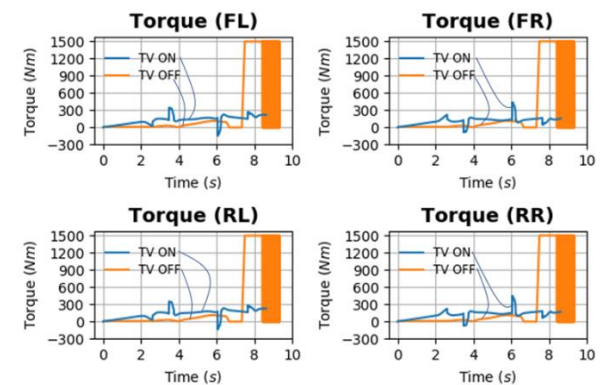 Torque (FL)
Torque (Nm)
1500
1200
900
600
300
0
−300
TV ON
TV OFF
0 2 4 6 8 10
Time (s)
Torque (FR)
Torque (Nm)
1500
1200
900
600
300
0
−300
TV ON
TV OFF
0 2 4 6 8 10
Time (s)
Torque (RL)
Torque (Nm)
1500
1200
900
600
300
0
−300
TV ON
TV OFF
0 2 4 6 8 10
Time (s)
Torque (RR)
Torque (Nm)
1500
1200
900
600
300
0
−300
TV ON
TV OFF
0 2 4 6 8 10
Time (s)